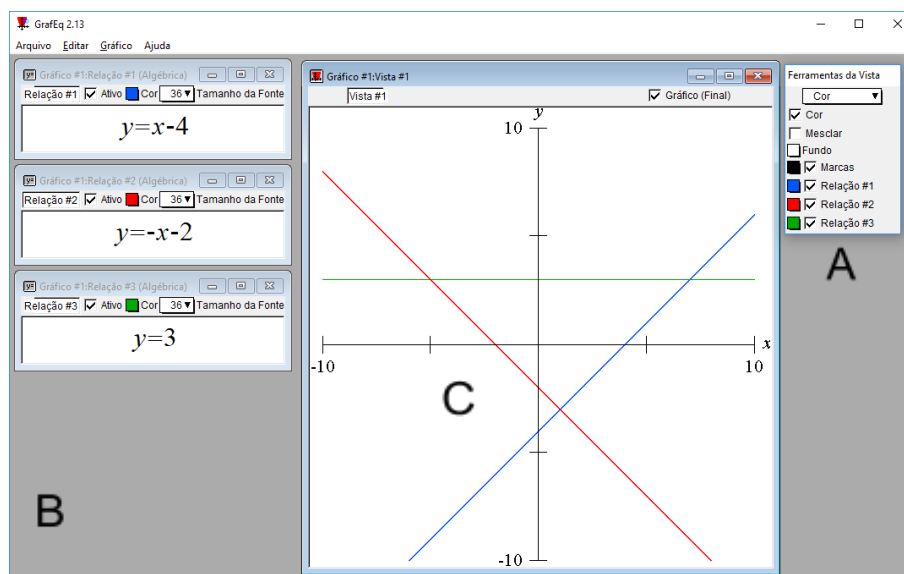 GrafEq 2.13
Arquivo Editar Gráfico Ajuda
Gráfico #1:Relação #1 (Algébrica)
Relação #1 Ativo Cor 36 Tamanho da Fonte
y=x-4
Gráfico #1:Relação #2 (Algébrica)
Relação #2 Ativo Cor 36 Tamanho da Fonte
y=-x-2
Gráfico #1:Relação #3 (Algébrica)
Relação #3 Ativo Cor 36 Tamanho da Fonte
y=3
B
Gráfico #1:Vista #1
Vista #1 Gráfico (Final)
y
10
x
-10 10
C
-10
Ferramentas da Vista
Cor
Cor
Mesclar
Fundo
Marcas
Relação #1
Relação #2
Relação #3
A